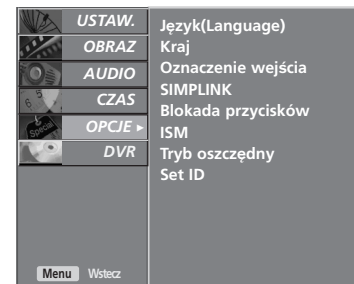 USTAW.
OBRAZ
AUDIO
CZAS
OPCJE ►
DVR
Menu Wstecz
Język(Language)
Kraj
Oznaczenie wejścia
SIMPLINK
Blokada przycisków
ISM
Tryb oszczędny
Set ID